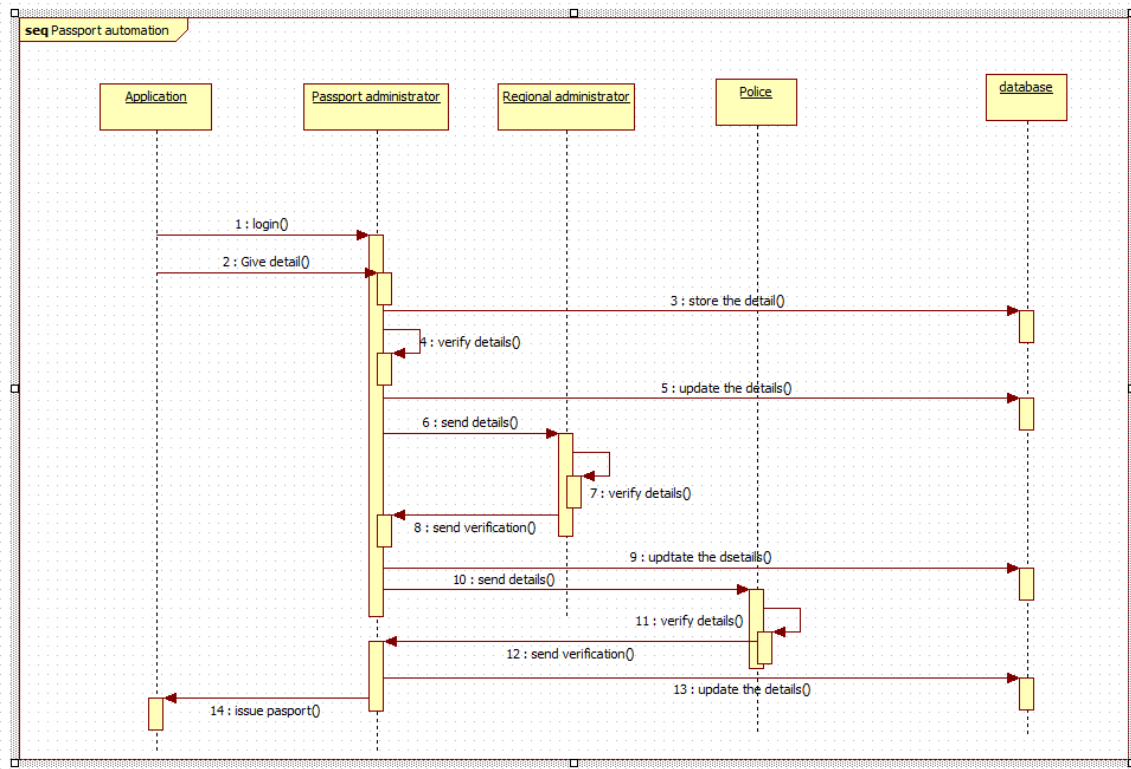 seq Passport automation
Application
Passport administrator
Regional administrator
Police
database
1 : login()
2 : Give detail()
3 : store the detail()
4 : verify details()
5 : update the details()
6 : send details()
7 : verify details()
8 : send verification()
9 : updtate the dsetails()
10 : send details()
11 : verify details()
12 : send verification()
13 : update the details()
14 : issue pasport()